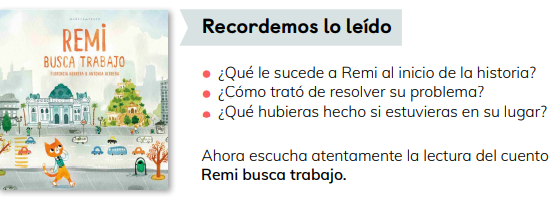 REMI
BUSCA TRABAJO
Recordemos lo leído
¿Qué le sucede a Remi al inicio de la historia?
¿Cómo trató de resolver su problema?
¿Qué hubieras hecho si estuvieras en su lugar?
Ahora escucha atentamente la lectura del cuento
Remi busca trabajo.